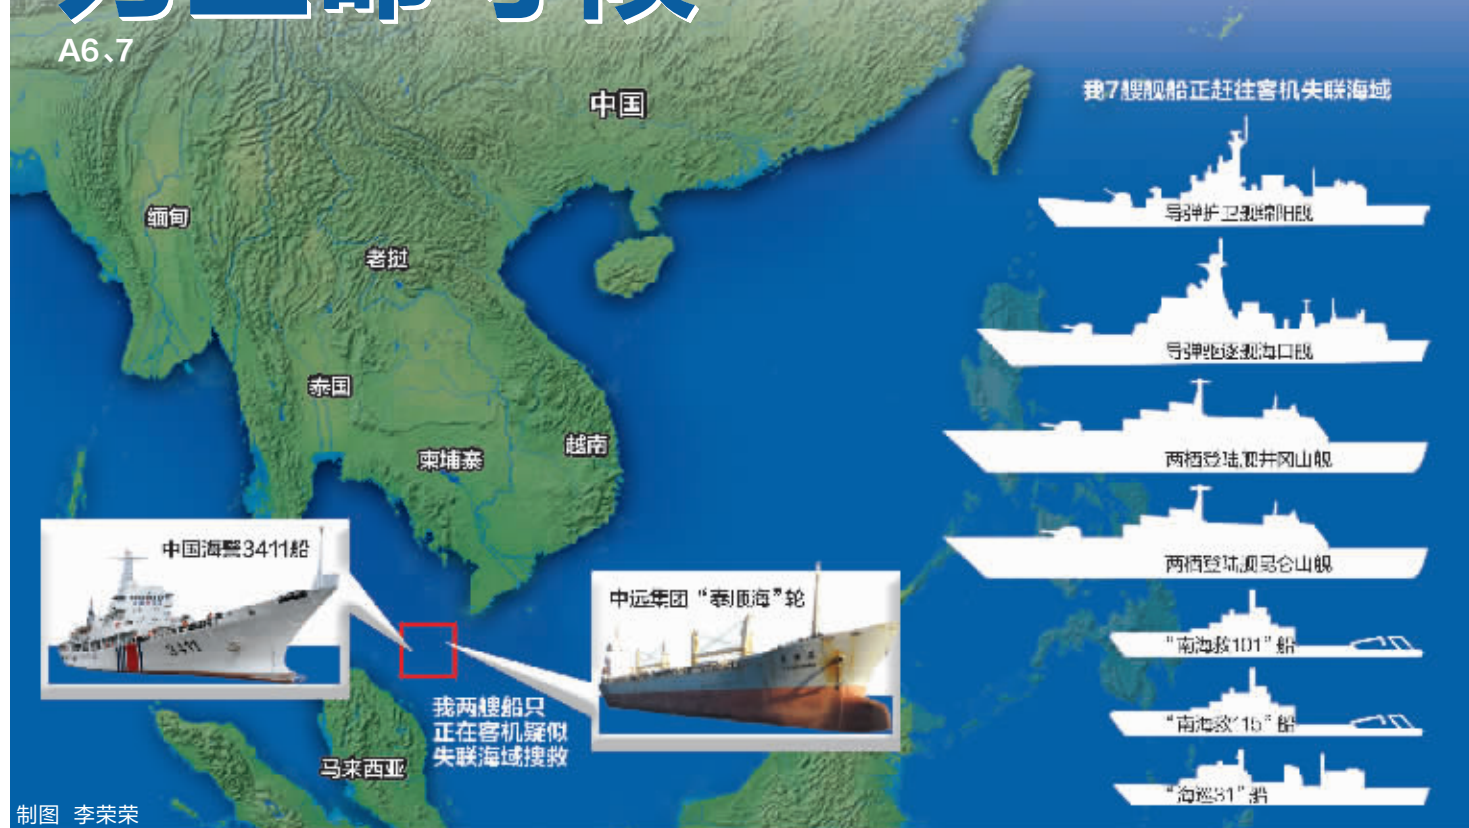 为生命守候
A6、7
我7艘舰船正赶往客机失联海域
中国
导弹护卫舰绵阳舰
缅甸
老挝
导弹驱逐舰海口舰
泰国
越南
柬埔寨
两栖登陆舰井冈山舰
中国海警3411船
3411
两栖登陆舰昆仑山舰
中远集团“泰顺海”轮
“南海救101”船
我两艘船只
正在客机疑似
失联海域搜救
“南海救115”船
马来西亚
“海巡31”船
制图 李荣荣